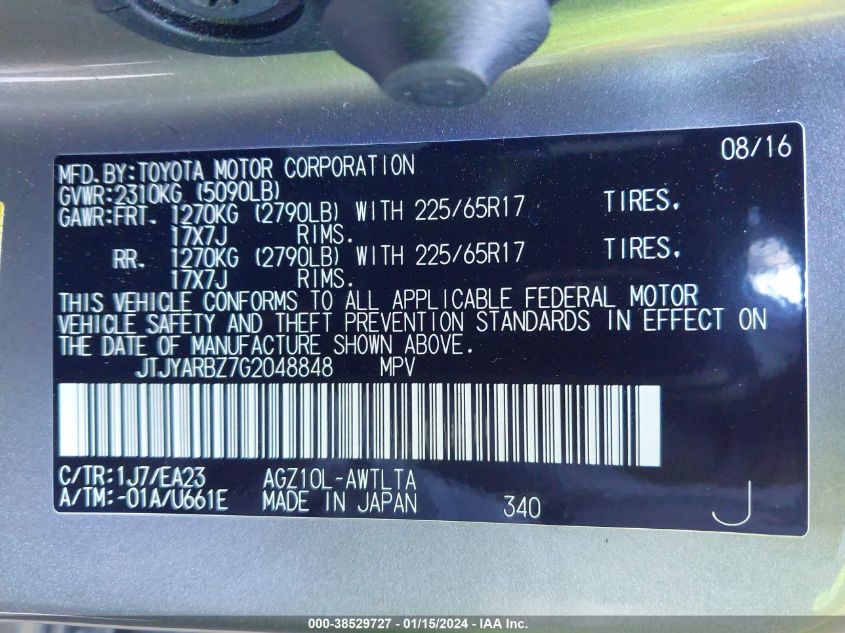 08/16
MFD.BY:TOYOTA MOTOR CORPORATION
GVWR:2310KG (5090LB)
GAWR:FRT. 1270KG (2790LB) WITH 225/65R17 TIRES,
17X7J RIMS.
RR. 1270KG (2790LB) WITH 225/65R17 TIRES,
17X7J RIMS.
THIS VEHICLE CONFORMS TO ALL APPLICABLE FEDERAL MOTOR
VEHICLE SAFETY AND THEFT PREVENTION STANDARDS IN EFFECT ON
THE DATE OF MANUFACTURE SHOWN ABOVE.
JTJYARBZ7G2048848 MPV
C/TR:1J7/EA23 AGZ10L-AWTLTA
A/TM:-01A/U661E MADE IN JAPAN 340 J
000-38529727 - 01/15/2024 - IAA Inc.